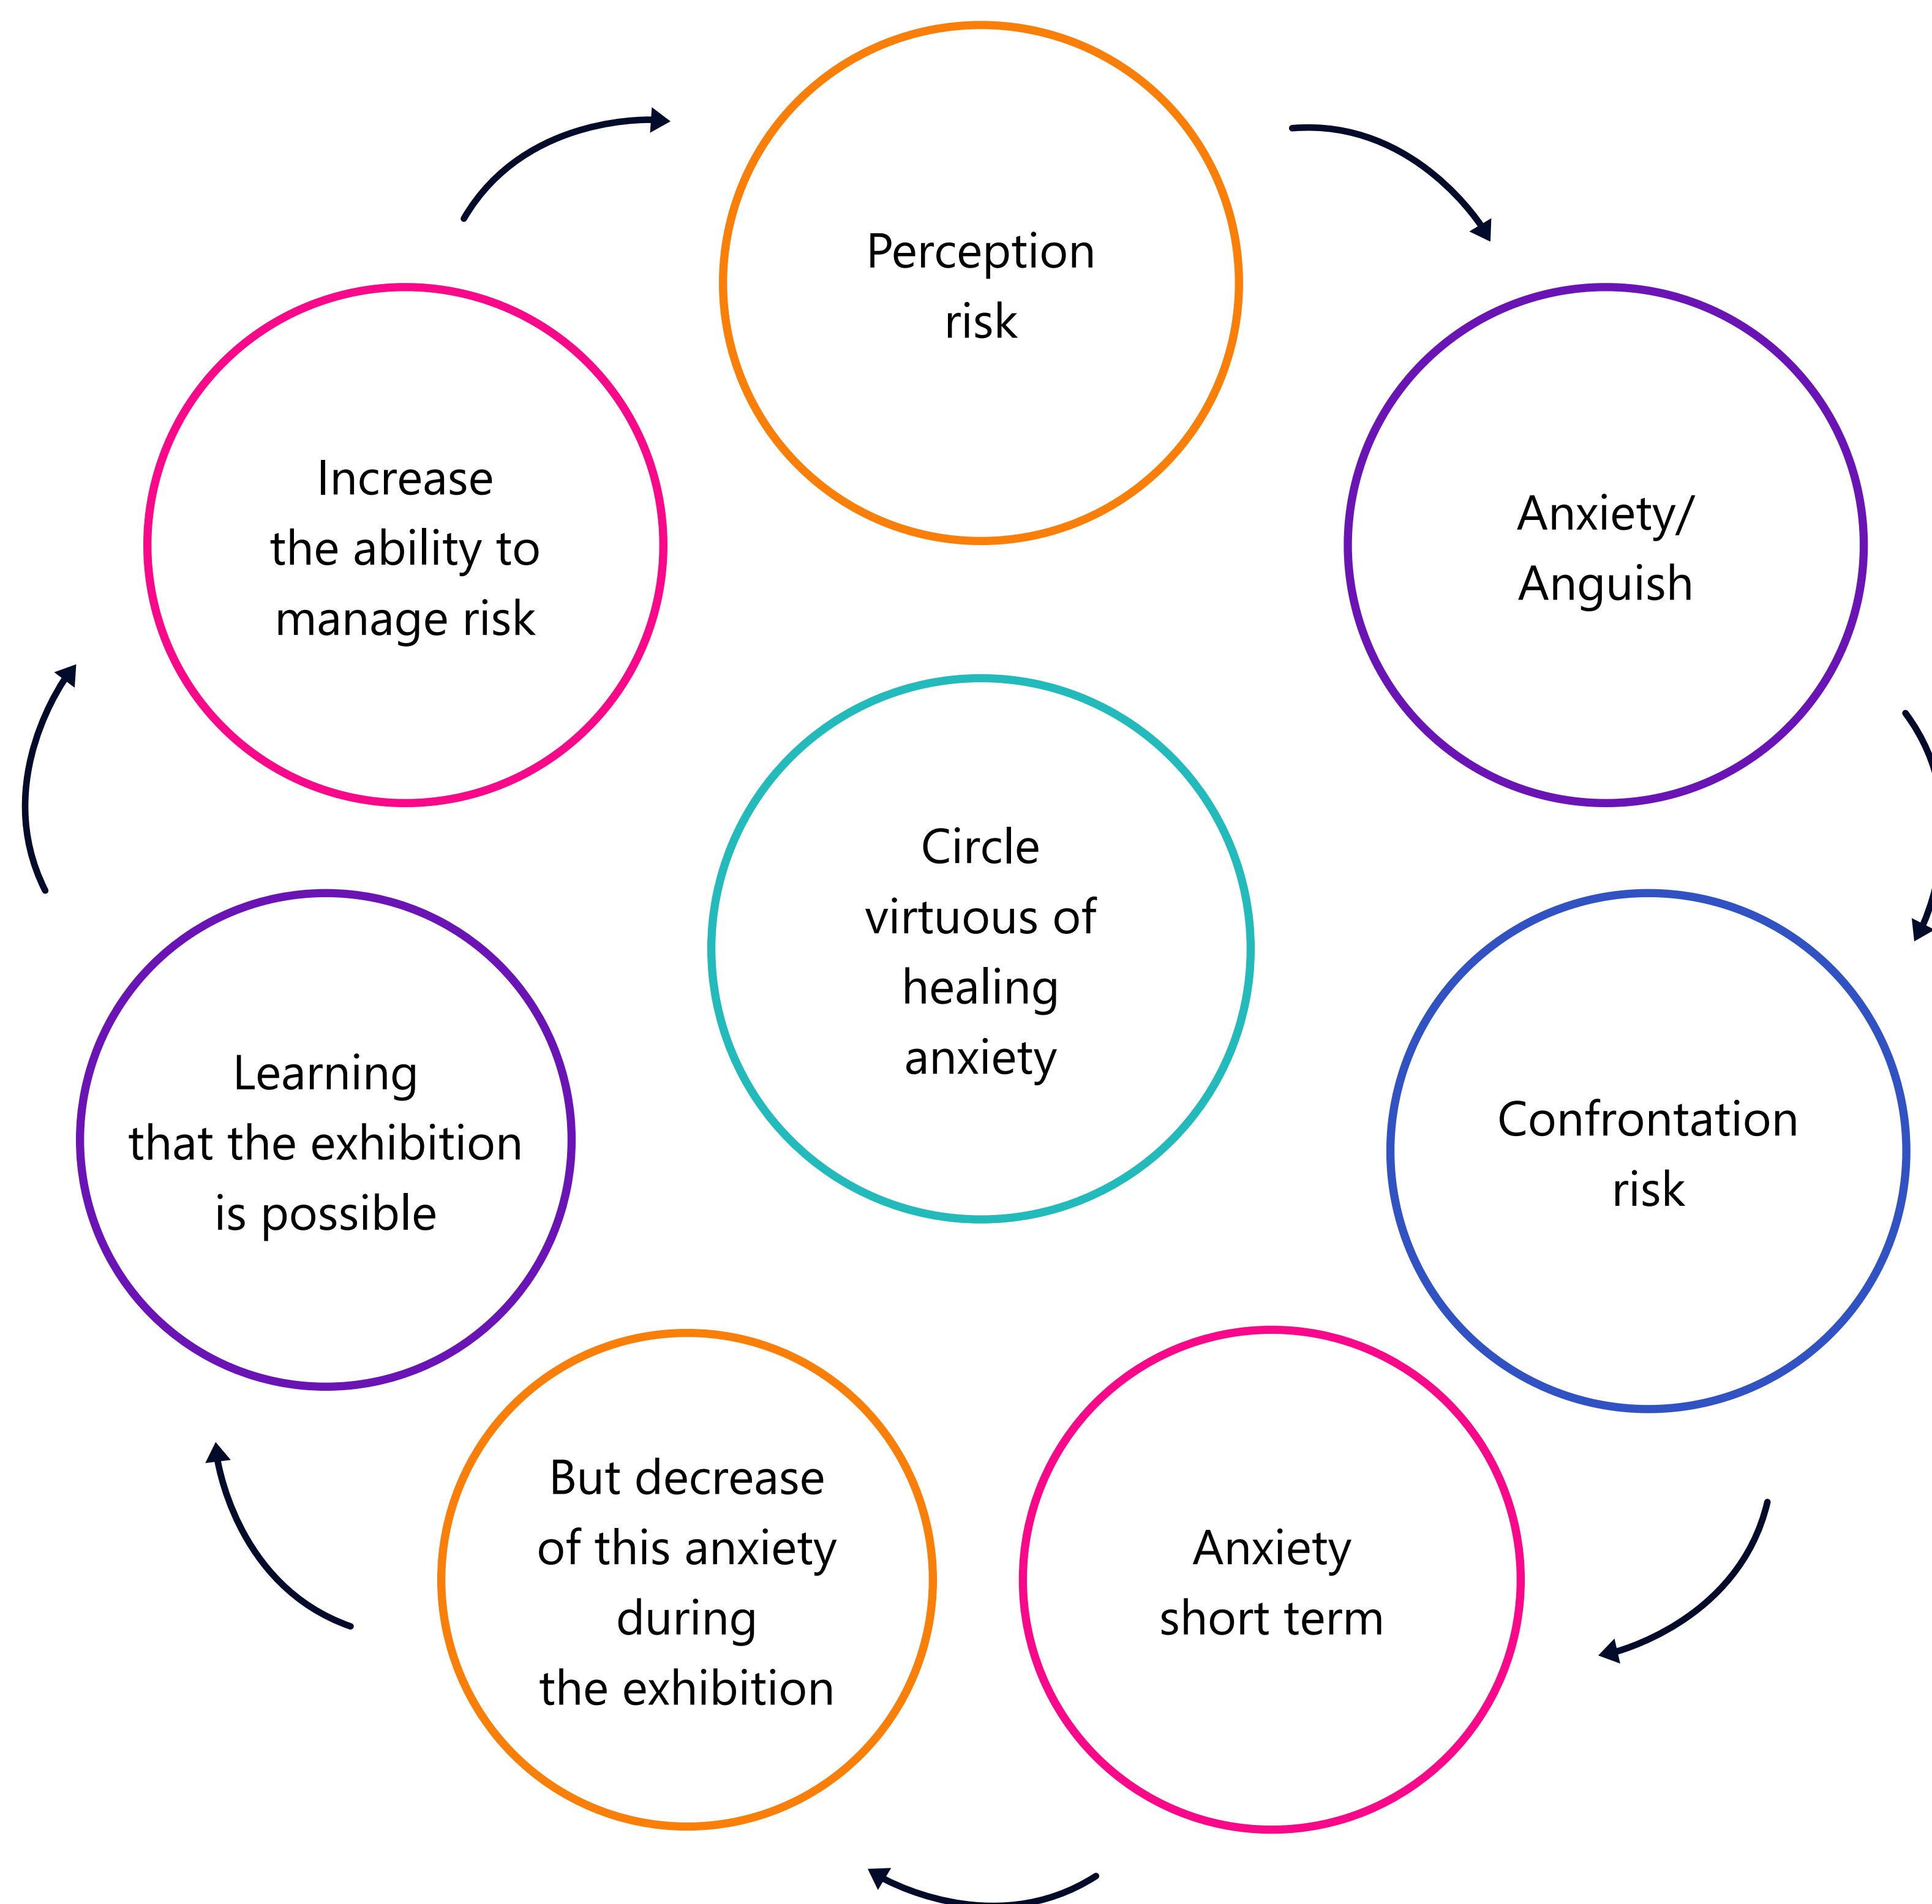 Perception
risk
Anxiety/
Anguish
Confrontation
risk
Anxiety
short term
But decrease
of this anxiety
during
the exhibition
Learning
that the exhibition
is possible
Increase
the ability to
manage risk
Circle
virtuous of
healing
anxiety